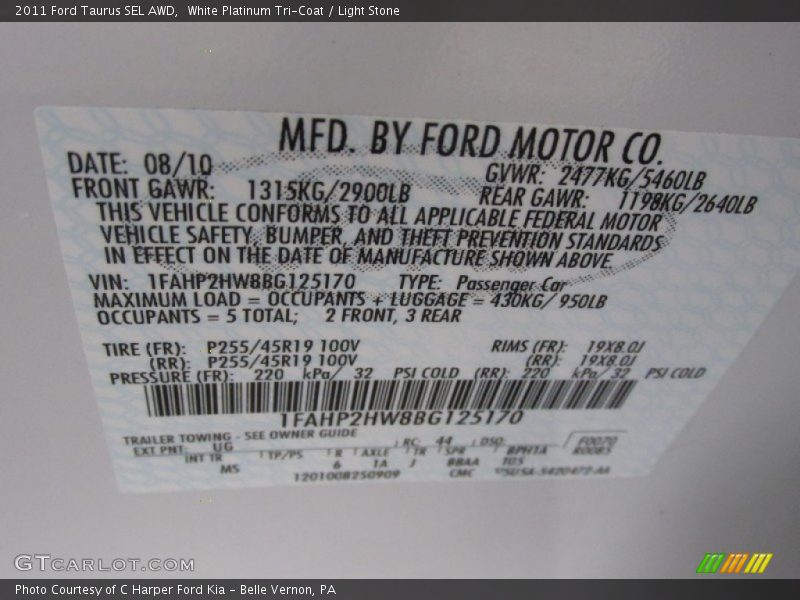 2011 Ford Taurus SEL AWD, White Platinum Tri-Coat / Light Stone
MFD. BY FORD MOTOR CO.
DATE: 08/10 GVWR: 2477KG/5460LB
FRONT GAWR: 1315KG/2900LB REAR GAWR: 1198KG/2640LB
THIS VEHICLE CONFORMS TO ALL APPLICABLE FEDERAL MOTOR
VEHICLE SAFETY, BUMPER, AND THEFT PREVENTION STANDARDS
IN EFFECT ON THE DATE OF MANUFACTURE SHOWN ABOVE.
VIN: 1FAHP2HW8BG125170 TYPE: Passenger Car
MAXIMUM LOAD = OCCUPANTS + LUGGAGE = 430KG/ 950LB
OCCUPANTS = 5 TOTAL; 2 FRONT, 3 REAR
TIRE (FR): P255/45R19 100V RIMS (FR): 19X8.0J
(RR): P255/45R19 100V (RR): 19X8.0J
PRESSURE (FR): 220 kPa/ 32 PSI COLD (RR): 220 kPa/ 32 PSI COLD
1FAHP2HW8BG125170
TRAILER TOWING - SEE OWNER GUIDE RC: 44 DSO: F0070
EXT PNT: UG R0085
INT TR TP/PS R AXLE TR SPR BPH1A
M5 6 1A J BBAA
1201008250909 CMC
GTCARLOT.COM
Photo Courtesy of C Harper Ford Kia - Belle Vernon, PA